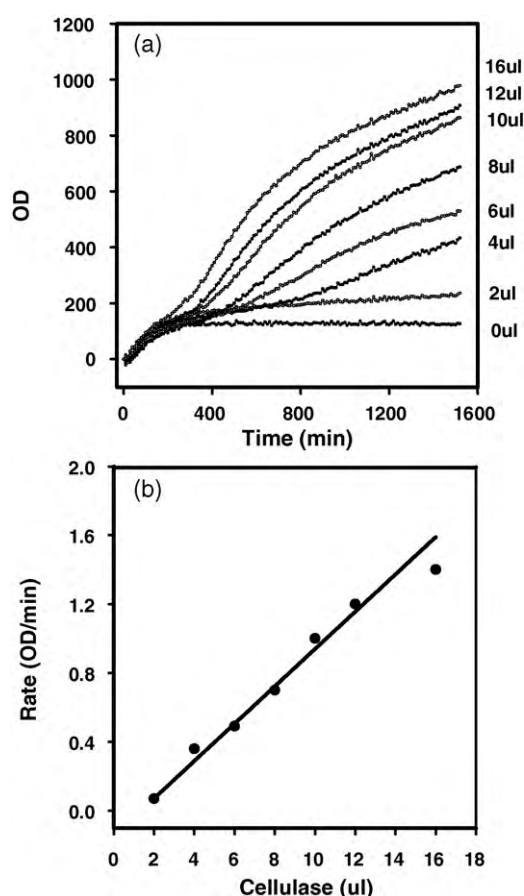 (a)
1200
1000
800
600
400
200
0
OD
16ul
12ul
10ul
8ul
6ul
4ul
2ul
0ul
0 400 800 1200 1600
Time (min)
(b)
2.0
1.6
1.2
0.8
0.4
0.0
Rate (OD/min)
0 2 4 6 8 10 12 14 16 18
Cellulase (ul)